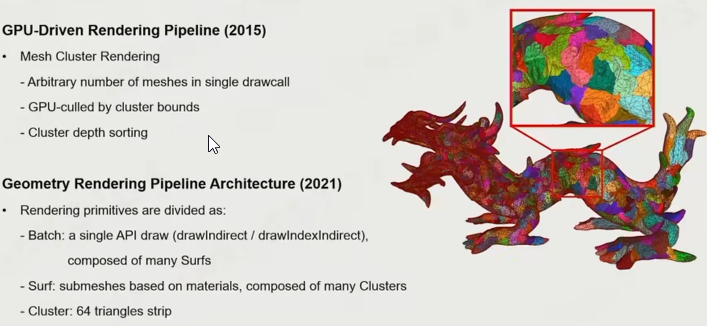 GPU-Driven Rendering Pipeline (2015)
• Mesh Cluster Rendering
- Arbitrary number of meshes in single drawcall
- GPU-culled by cluster bounds
- Cluster depth sorting
Geometry Rendering Pipeline Architecture (2021)
• Rendering primitives are divided as:
- Batch: a single API draw (drawIndirect / drawIndexIndirect),
composed of many Surfs
- Surf: submeshes based on materials, composed of many Clusters
- Cluster: 64 triangles strip